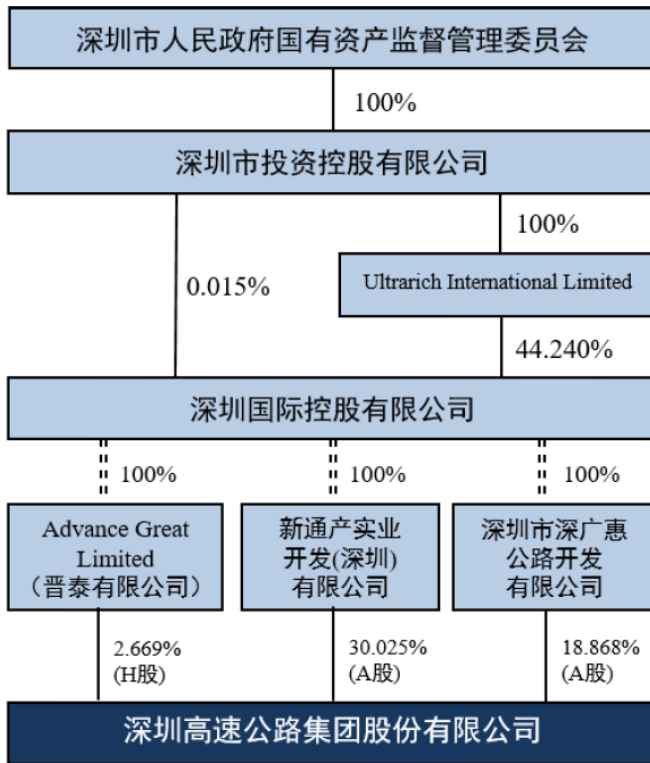 深圳市人民政府国有资产监督管理委员会
100%
深圳市投资控股有限公司
100%
0.015%
Ultrarich International Limited
44.240%
深圳国际控股有限公司
100%
100%
100%
Advance Great
Limited
（晋泰有限公司）
新通产实业
开发(深圳)
有限公司
深圳市深广惠
公路开发
有限公司
2.669%
(H股)
30.025%
(A股)
18.868%
(A股)
深圳高速公路集团股份有限公司